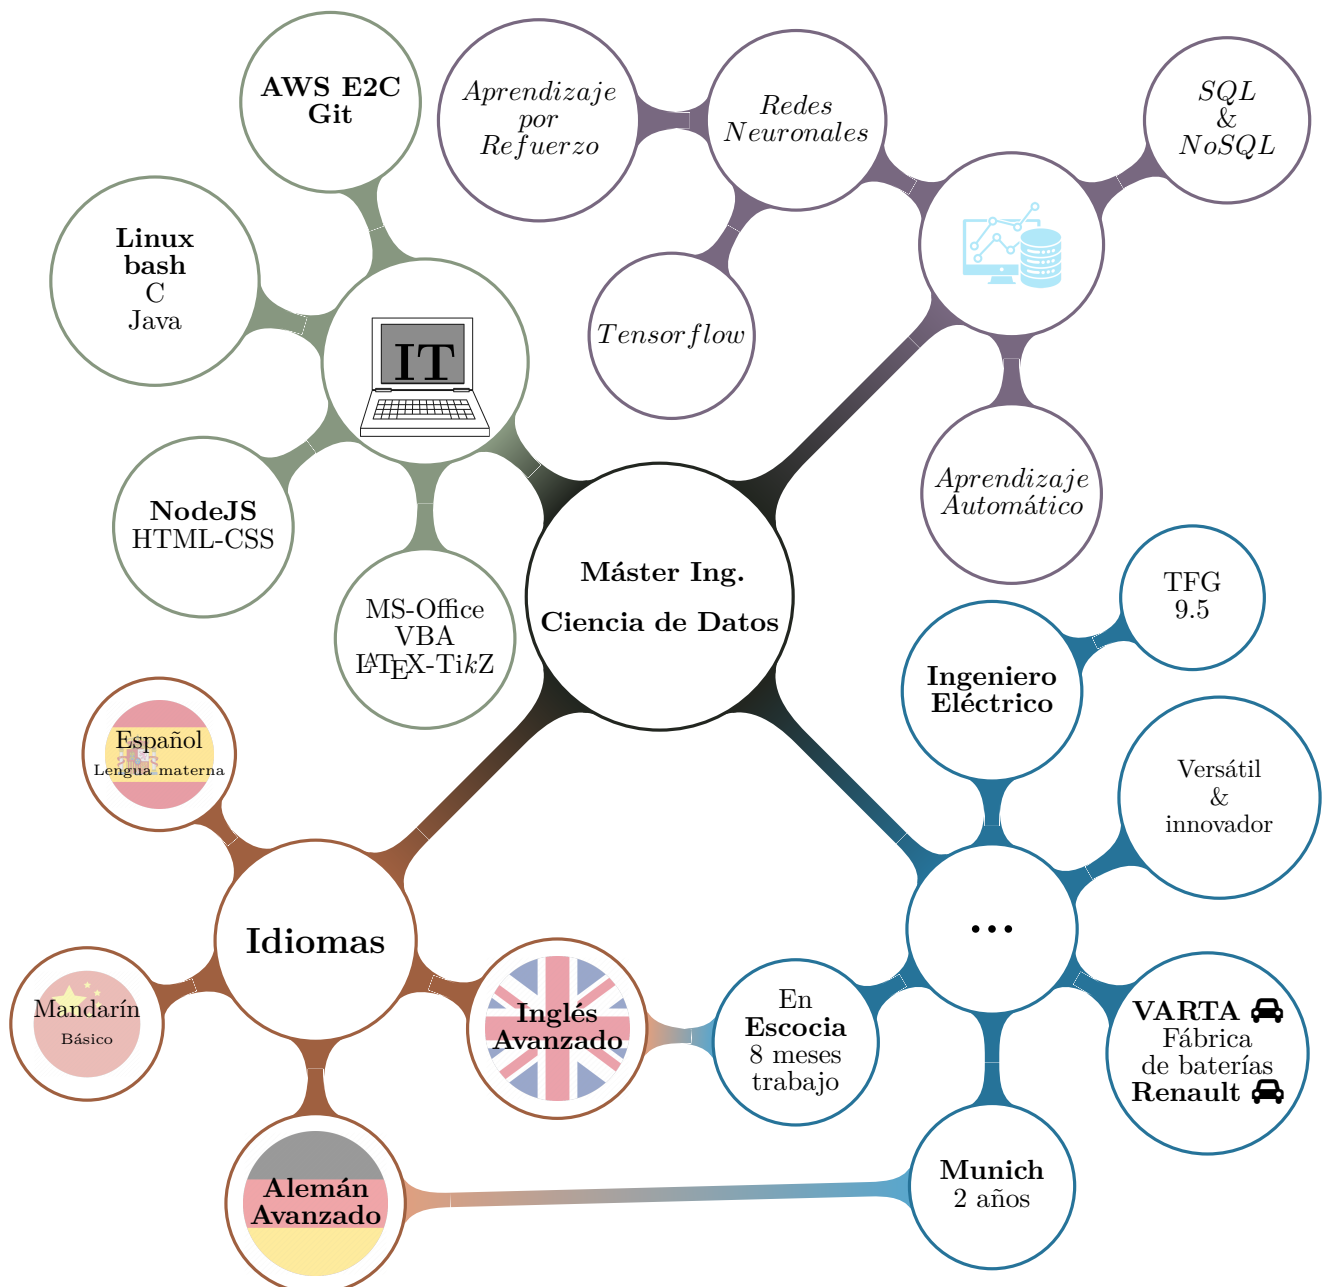 AWS E2C
Git
Aprendizaje
por
Refuerzo
Redes
Neuronales
SQL
&
NoSQL
Linux
bash
C
Java
IT
Tensorflow
NodeJS
HTML-CSS
Aprendizaje
Automático
Máster Ing.
Ciencia de Datos
MS-Office
VBA
LATEX-TikZ
TFG
9.5
Ingeniero
Eléctrico
Español
Lengua materna
Versátil
&
innovador
Idiomas
...
Mandarín
Básico
Inglés
Avanzado
En
Escocia
8 meses
trabajo
VARTA
Fábrica
de baterías
Renault
Alemán
Avanzado
Munich
2 años